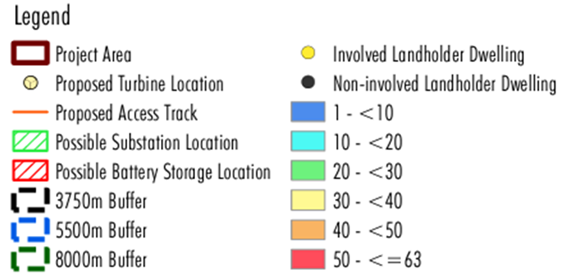 Legend
Project Area
Proposed Turbine Location
Proposed Access Track
Possible Substation Location
Possible Battery Storage Location
3750m Buffer
5500m Buffer
8000m Buffer
Involved Landholder Dwelling
Non-involved Landholder Dwelling
1 - <10
10 - <20
20 - <30
30 - <40
40 - <50
50 - <=63